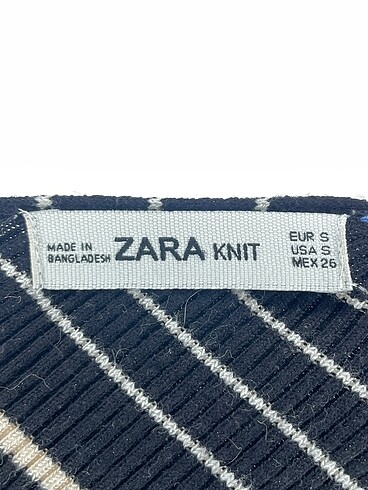 MADE IN
BANGLADESH
ZARA KNIT
EUR S
USA S
MEX 26